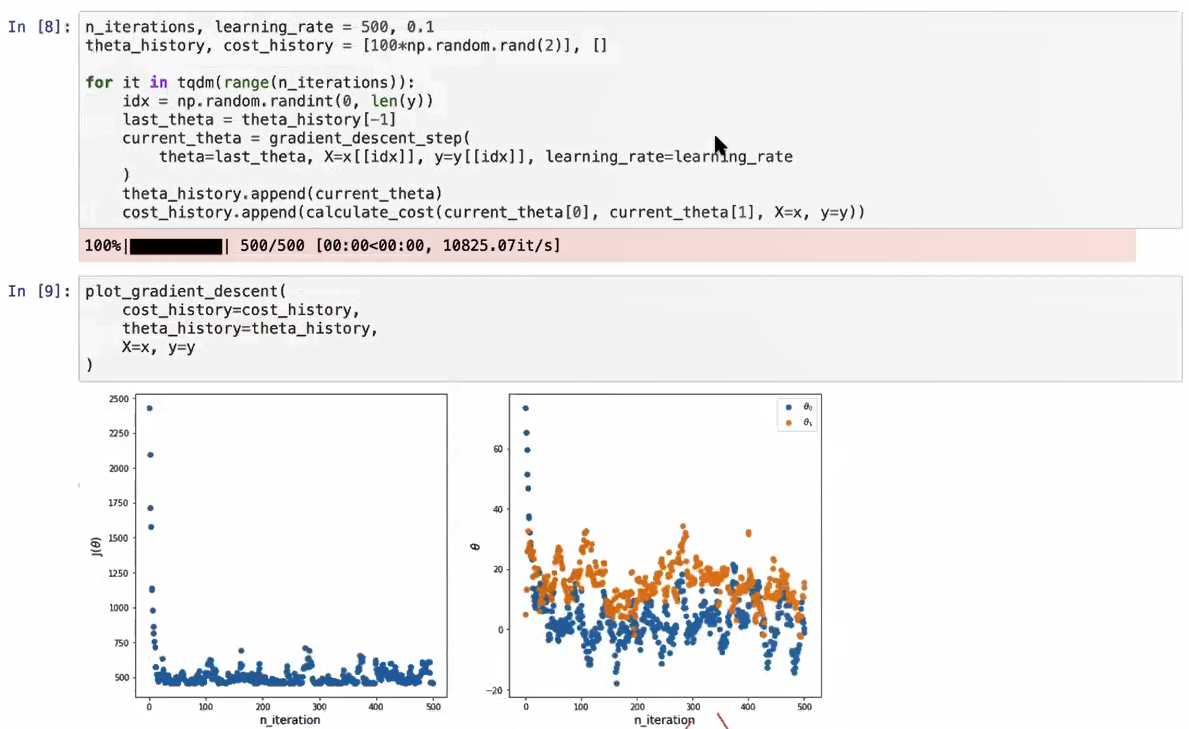 In [8]: n_iterations, learning_rate = 500, 0.1
theta_history, cost_history = [100*np.random.rand(2)], []
for it in tqdm(range(n_iterations)):
idx = np.random.randint(0, len(y))
last_theta = theta_history[-1]
current_theta = gradient_descent_step(
theta=last_theta, X=x[[idx]], y=y[[idx]], learning_rate=learning_rate
)
theta_history.append(current_theta)
cost_history.append(calculate_cost(current_theta[0], current_theta[1], X=x, y=y))
100%|██████████| 500/500 [00:00<00:00, 10825.07it/s]
In [9]: plot_gradient_descent(
cost_history=cost_history,
theta_history=theta_history,
X=x, y=y
)
2500
2250
2000
1750
1500
1250
1000
750
500
J(θ)
0 100 200 300 400 500
n_iteration
60
40
20
0
−20
θ
θ₀
θ₁
0 100 200 300 400 500
n_iteration